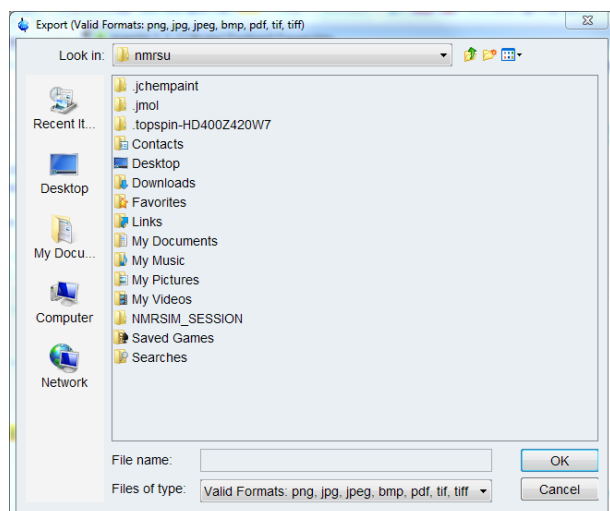 Export (Valid Formats: png, jpg, jpeg, bmp, pdf, tif, tiff)
Look in: nmrsu
Recent It...
Desktop
My Docu...
Computer
Network
.jchempaint
.jmol
.topspin-HD400Z420W7
Contacts
Desktop
Downloads
Favorites
Links
My Documents
My Music
My Pictures
My Videos
NMRSIM_SESSION
Saved Games
Searches
File name:
OK
Files of type: Valid Formats: png, jpg, jpeg, bmp, pdf, tif, tiff
Cancel